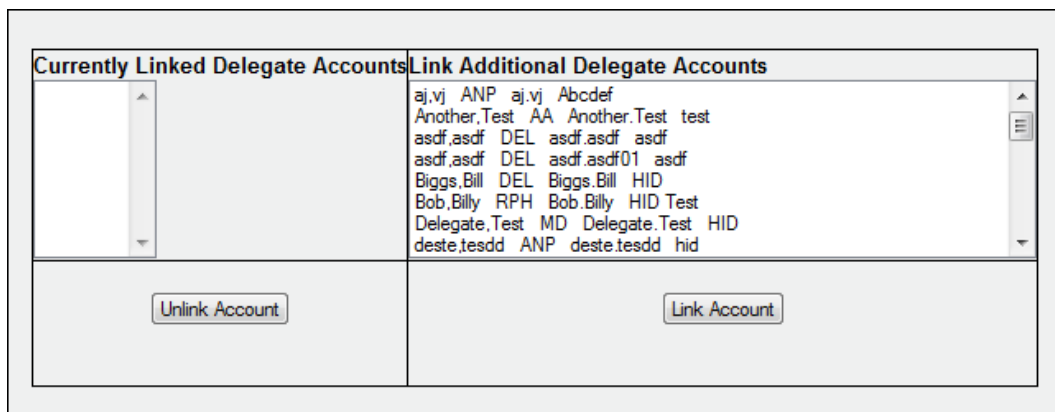 Currently Linked Delegate Accounts
Link Additional Delegate Accounts
aj,vj ANP aj.vj Abcdef
Another,Test AA Another.Test test
asdf,asdf DEL asdf.asdf asdf
asdf,asdf DEL asdf.asdf01 asdf
Biggs,Bill DEL Biggs.Bill HID
Bob,Billy RPH Bob.Billy HID Test
Delegate,Test MD Delegate.Test HID
deste,tesdd ANP deste.tesdd hid
Unlink Account
Link Account